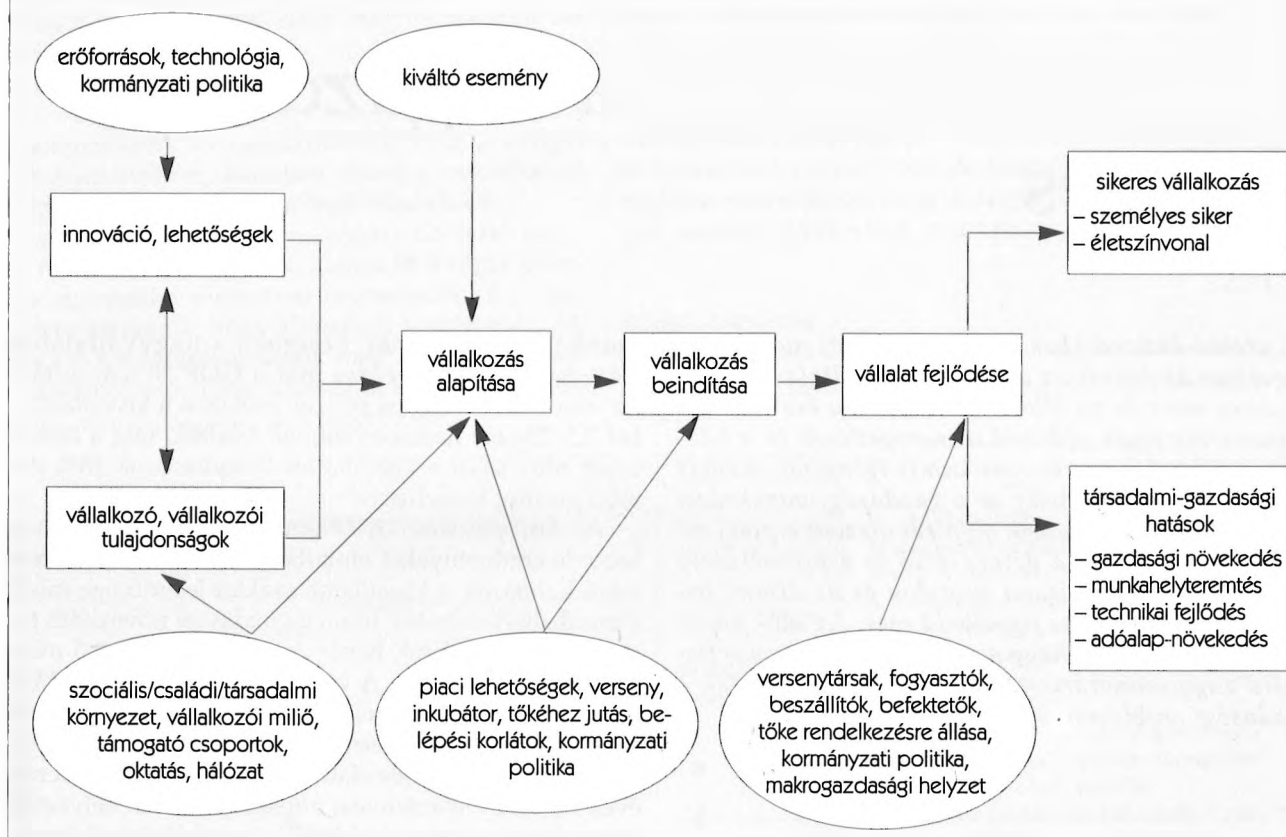 erőforrások, technológia,
kormányzati politika
kiváltó esemény
innováció, lehetőségek
sikeres vállalkozás
– személyes siker
– életszínvonal
vállalkozás
alapítása
vállalkozás
beindítása
vállalat fejlődése
vállalkozó, vállalkozói
tulajdonságok
társadalmi-gazdasági
hatások
– gazdasági növekedés
– munkahelyteremtés
– technikai fejlődés
– adóalap-növekedés
szociális/családi/társadalmi
környezet, vállalkozói miliő,
támogató csoportok,
oktatás, hálózat
piaci lehetőségek, verseny,
inkubátor, tőkéhez jutás, be-
lépési korlátok, kormányzati
politika
versenytársak, fogyasztók,
beszállítók, befektetők,
tőke rendelkezésre állása,
kormányzati politika,
makrogazdasági helyzet